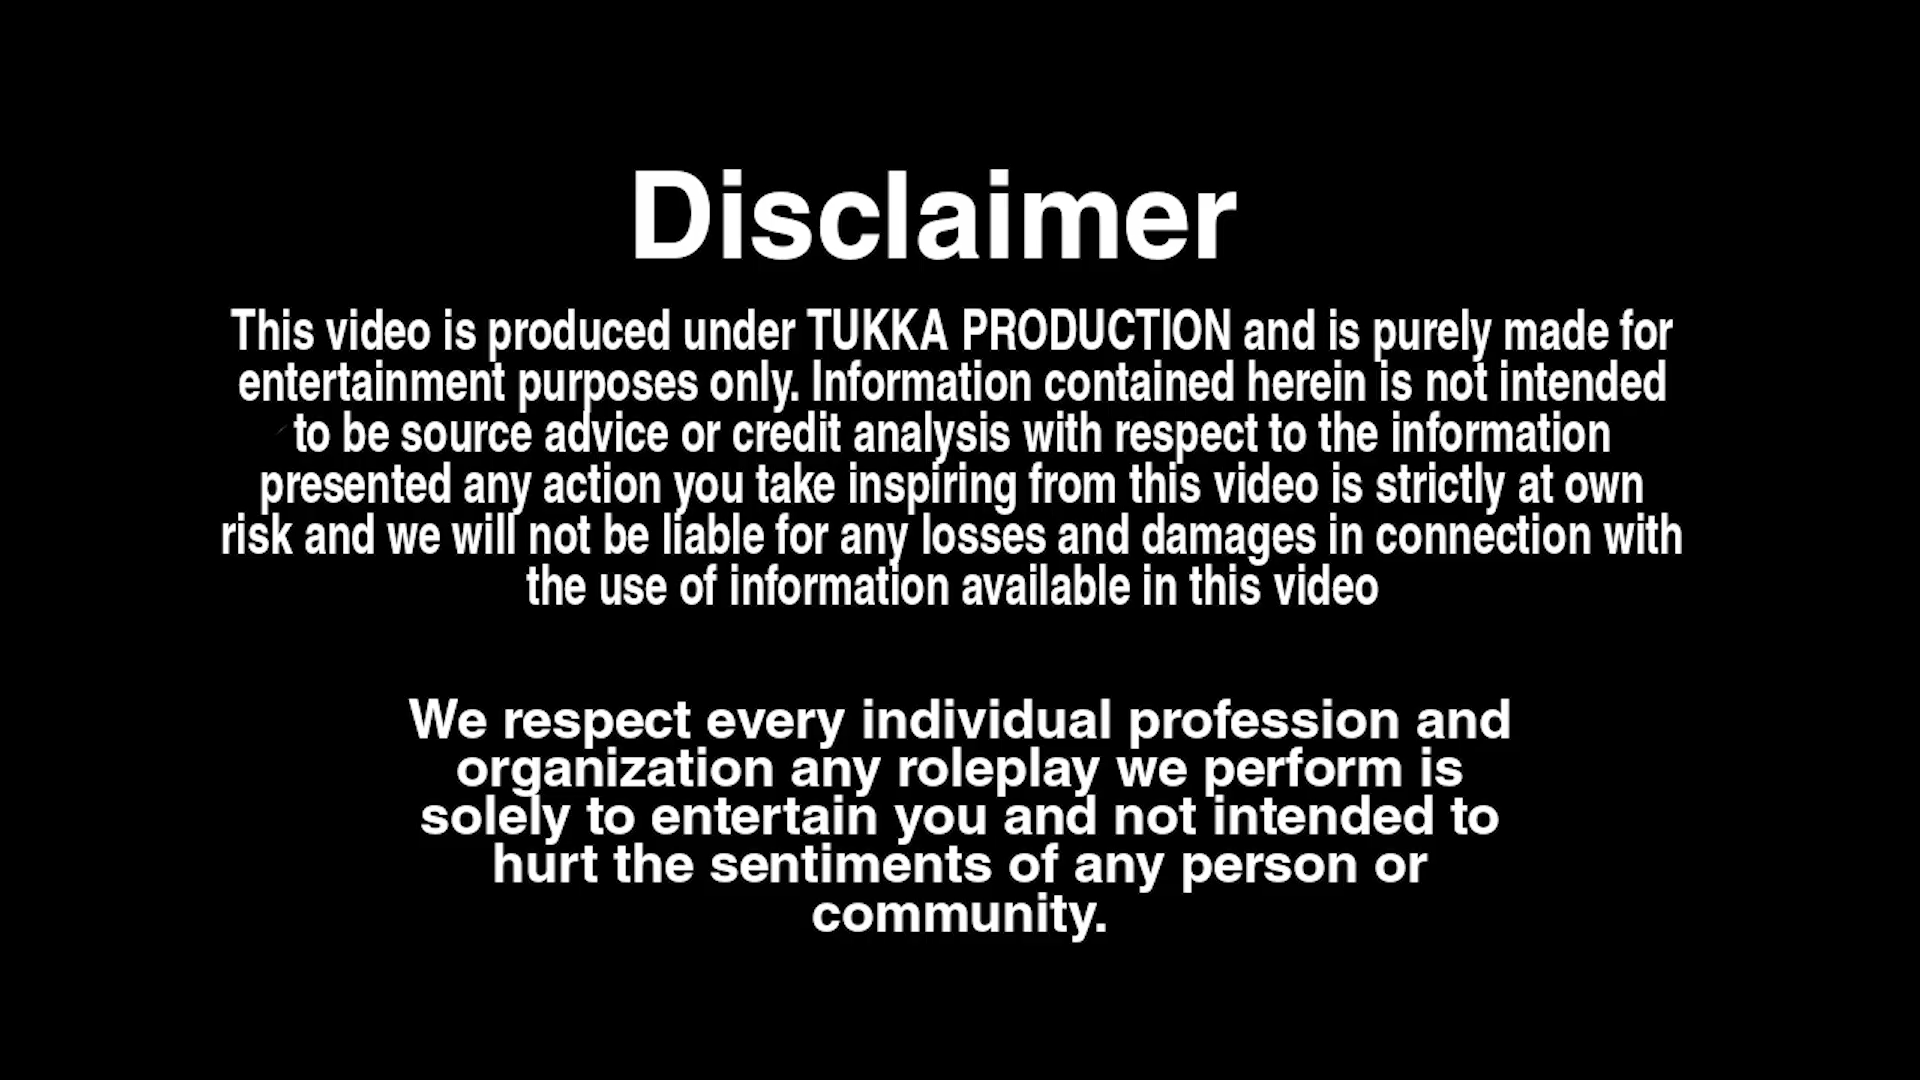 Disclaimer
This video is produced under TUKKA PRODUCTION and is purely made for
entertainment purposes only. Information contained herein is not intended
to be source advice or credit analysis with respect to the information
presented any action you take inspiring from this video is strictly at own
risk and we will not be liable for any losses and damages in connection with
the use of information available in this video
We respect every individual profession and
organization any roleplay we perform is
solely to entertain you and not intended to
hurt the sentiments of any person or
community.